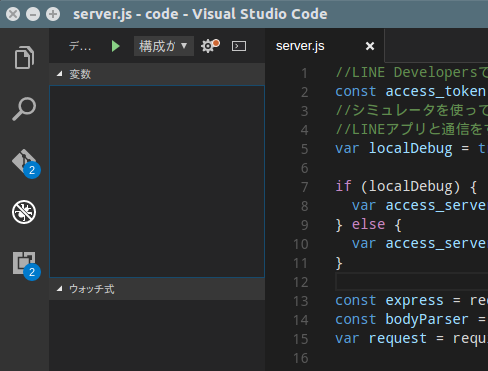 server.js - code - Visual Studio Code
デ... 構成が
server.js
変数
2
2
ウォッチ式
1 //LINE Developersで
2 const access_token
3 //シミュレータを使って
4 //LINEアプリと通信をす
5 var localDebug = t
6
7 if (localDebug) {
8 var access_serve
9 } else {
10 var access_serve
11 }
12
13 const express = req
14 const bodyParser =
15 var request = requ
16